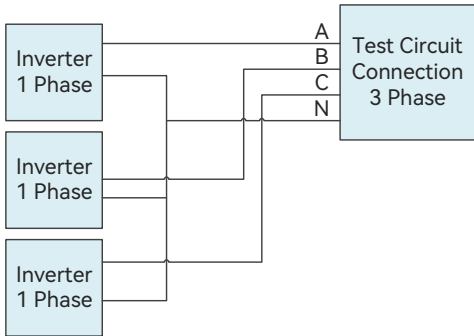 Inverter
1 Phase
Inverter
1 Phase
Inverter
1 Phase
A
B
C
N
Test Circuit
Connection
3 Phase